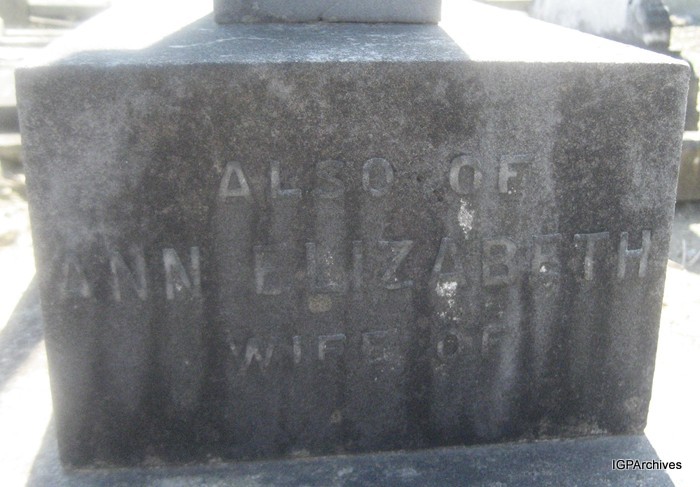 ALSO OF
ANN ELIZABETH
WIFE OF
IGPArchives